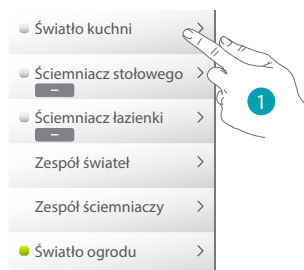 Światło kuchni
Ściemniacz stołowego
–
Ściemniacz łazienki
–
Zespół świateł
Zespół ściemniaczy
Światło ogrodu
1